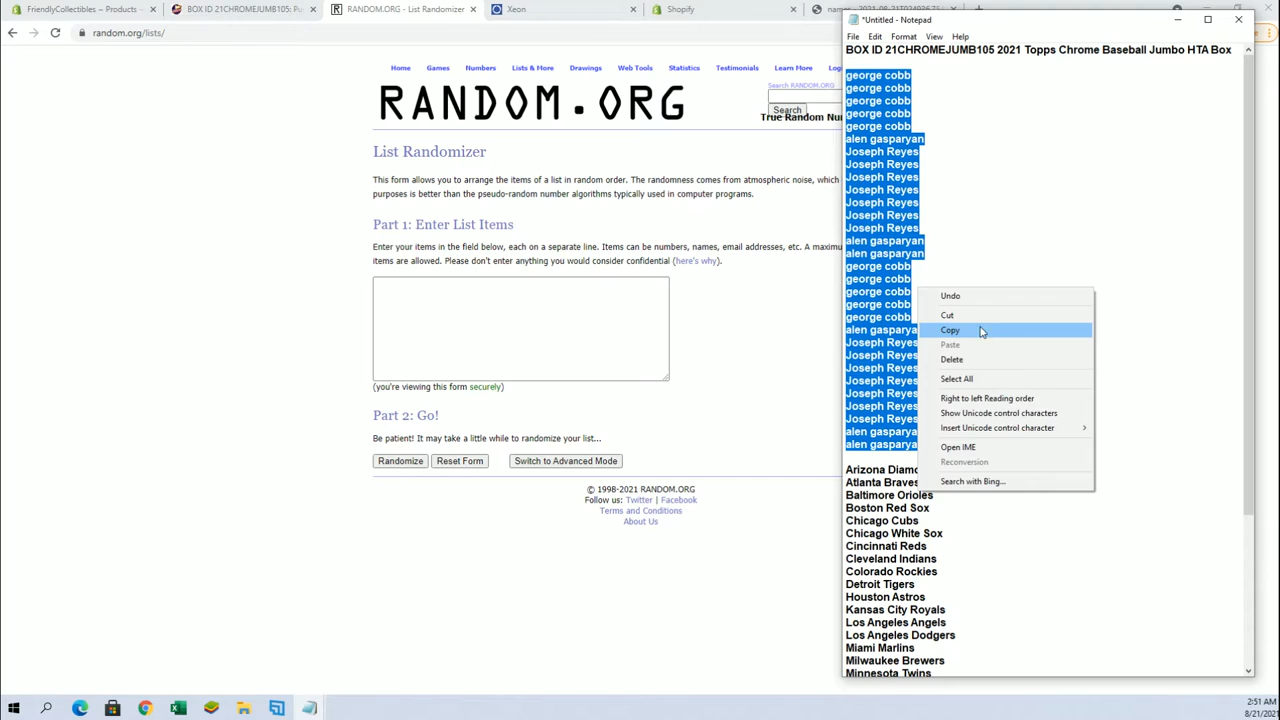 FriendlyCollectibles ~ Products ~
BOX ID 21CHROMEJUMB105: Pu
RANDOM.ORG - List Randomizer
Xeon
Shopify
random.org/lists/
Home Games Numbers Lists & More Drawings Web Tools Statistics Testimonials Learn More
Search RANDOM.ORG
RANDOM.ORG
Search
True Random Nu
List Randomizer
This form allows you to arrange the items of a list in random order. The randomness comes from atmospheric noise, which
purposes is better than the pseudo-random number algorithms typically used in computer programs.
Part 1: Enter List Items
Enter your items in the field below, each on a separate line. Items can be numbers, names, email addresses, etc. A maximu
items are allowed. Please don't enter anything you would consider confidential (here's why).
(you're viewing this form securely)
Part 2: Go!
Be patient! It may take a little while to randomize your list...
Randomize Reset Form Switch to Advanced Mode
© 1998-2021 RANDOM.ORG
Follow us: Twitter | Facebook
Terms and Conditions
About Us
*Untitled - Notepad
File Edit Format View Help
BOX ID 21CHROMEJUMB105 2021 Topps Chrome Baseball Jumbo HTA Box
george cobb
george cobb
george cobb
george cobb
george cobb
alen gasparyan
Joseph Reyes
Joseph Reyes
Joseph Reyes
Joseph Reyes
Joseph Reyes
Joseph Reyes
Joseph Reyes
alen gasparyan
alen gasparyan
george cobb
george cobb
george cobb
george cobb
george cobb
alen gasparya
Joseph Reyes
Joseph Reyes
Joseph Reyes
Joseph Reyes
Joseph Reyes
Joseph Reyes
Joseph Reyes
alen gasparya
alen gasparya
Arizona Diamo
Atlanta Braves
Baltimore Orioles
Boston Red Sox
Chicago Cubs
Chicago White Sox
Cincinnati Reds
Cleveland Indians
Colorado Rockies
Detroit Tigers
Houston Astros
Kansas City Royals
Los Angeles Angels
Los Angeles Dodgers
Miami Marlins
Milwaukee Brewers
Minnesota Twins
Undo
Cut
Copy
Paste
Delete
Select All
Right to left Reading order
Show Unicode control characters
Insert Unicode control character
Open IME
Reconversion
Search with Bing...
2:51 AM
8/21/2021